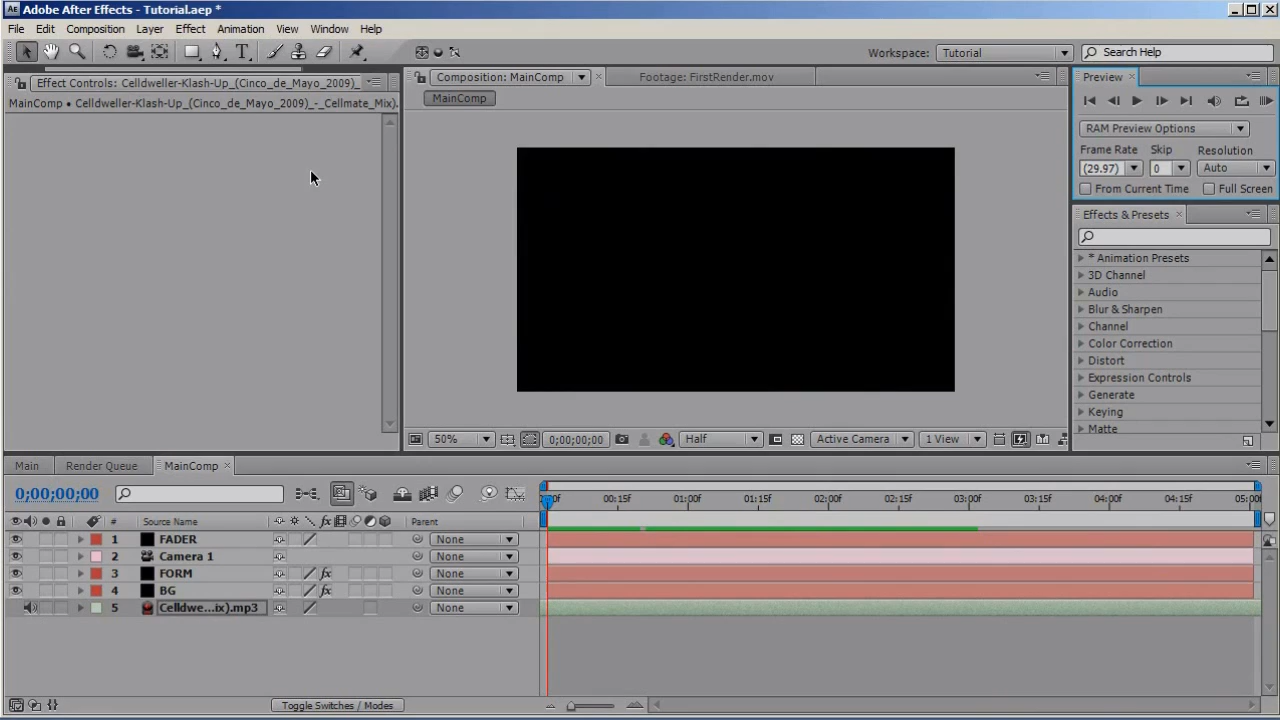 Adobe After Effects - Tutorial.aep *
File Edit Composition Layer Effect Animation View Window Help
Workspace: Tutorial Search Help
Effect Controls: Celldweller-Klash-Up_(Cinco_de_Mayo_2009)_
Composition: MainComp
Footage: FirstRender.mov
Preview
MainComp • Celldweller-Klash-Up_(Cinco_de_Mayo_2009)_-_Cellmate_Mix).
MainComp
RAM Preview Options
Frame Rate Skip Resolution
(29.97) 0 Auto
From Current Time Full Screen
Effects & Presets
* Animation Presets
3D Channel
Audio
Blur & Sharpen
Channel
Color Correction
Distort
Expression Controls
Generate
Keying
Matte
50% 0;00;00;00 Half Active Camera 1 View
Main Render Queue MainComp
0;00;00;00
:00f 00:15f 01:00f 01:15f 02:00f 02:15f 03:00f 03:15f 04:00f 04:15f 05:00f
# Source Name fx Parent
1 FADER None
2 Camera 1 None
3 FORM fx None
4 BG fx None
5 Celldwe...ix).mp3 None
Toggle Switches / Modes